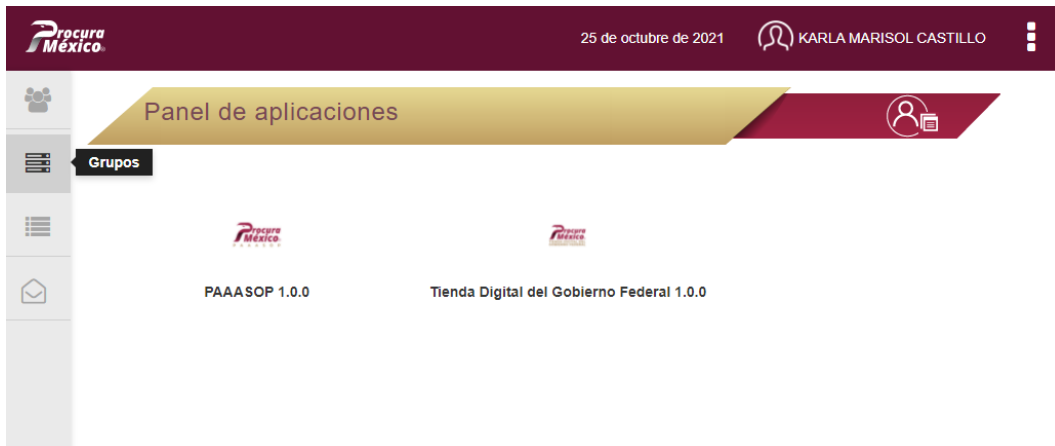 Procura
México.
25 de octubre de 2021
KARLA MARISOL CASTILLO
Panel de aplicaciones
Grupos
Procura
México.
Procura
México.
PAAASOP 1.0.0
Tienda Digital del Gobierno Federal 1.0.0